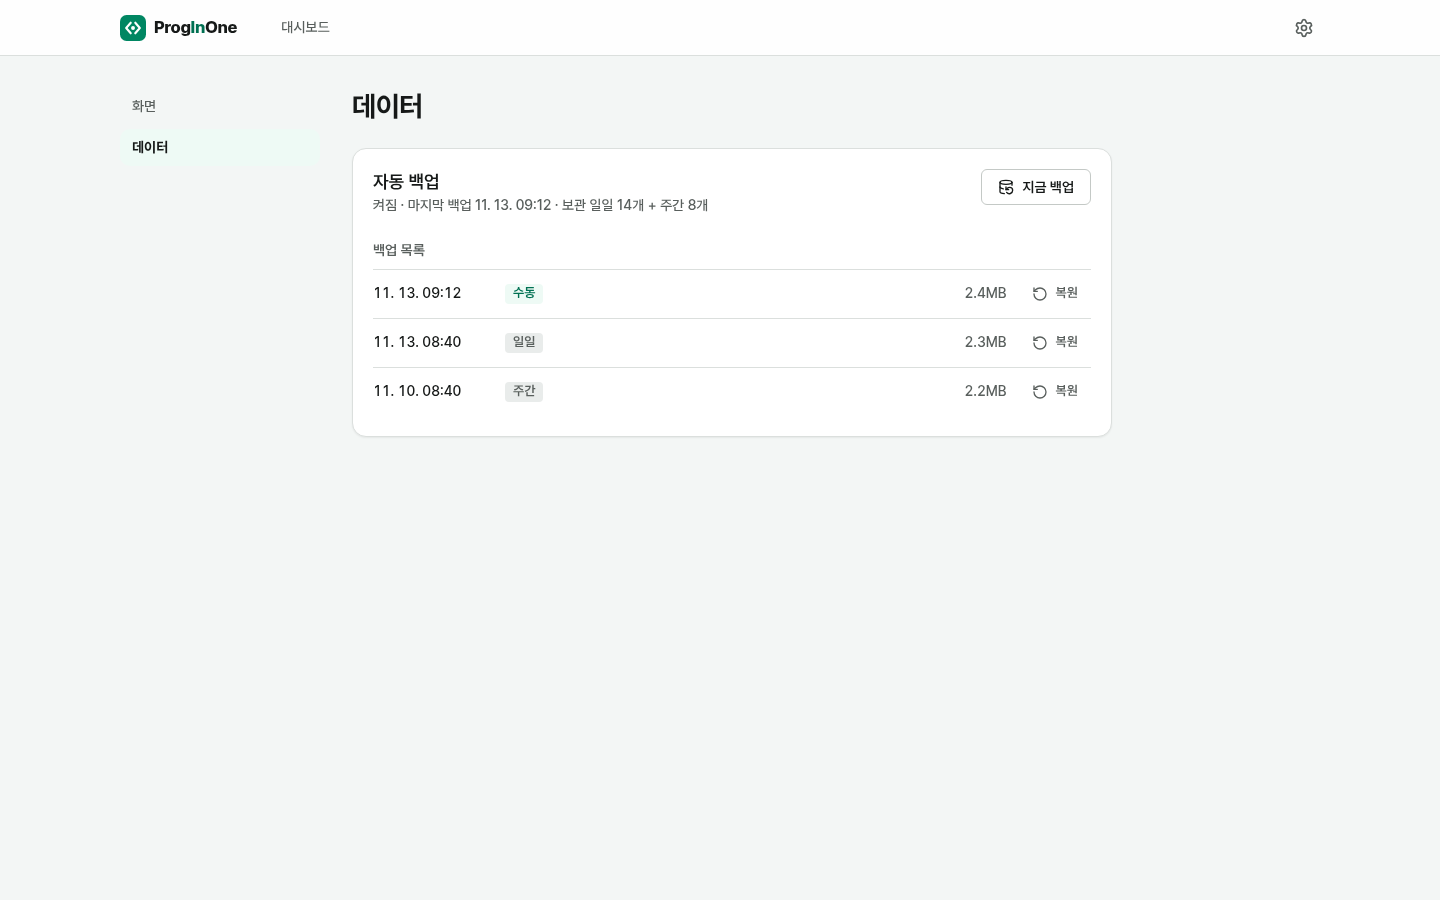 ProgInOne
대시보드
화면
데이터
데이터
자동 백업
켜짐 · 마지막 백업 11. 13. 09:12 · 보관 일일 14개 + 주간 8개
지금 백업
백업 목록
11. 13. 09:12 수동 2.4MB 복원
11. 13. 08:40 일일 2.3MB 복원
11. 10. 08:40 주간 2.2MB 복원